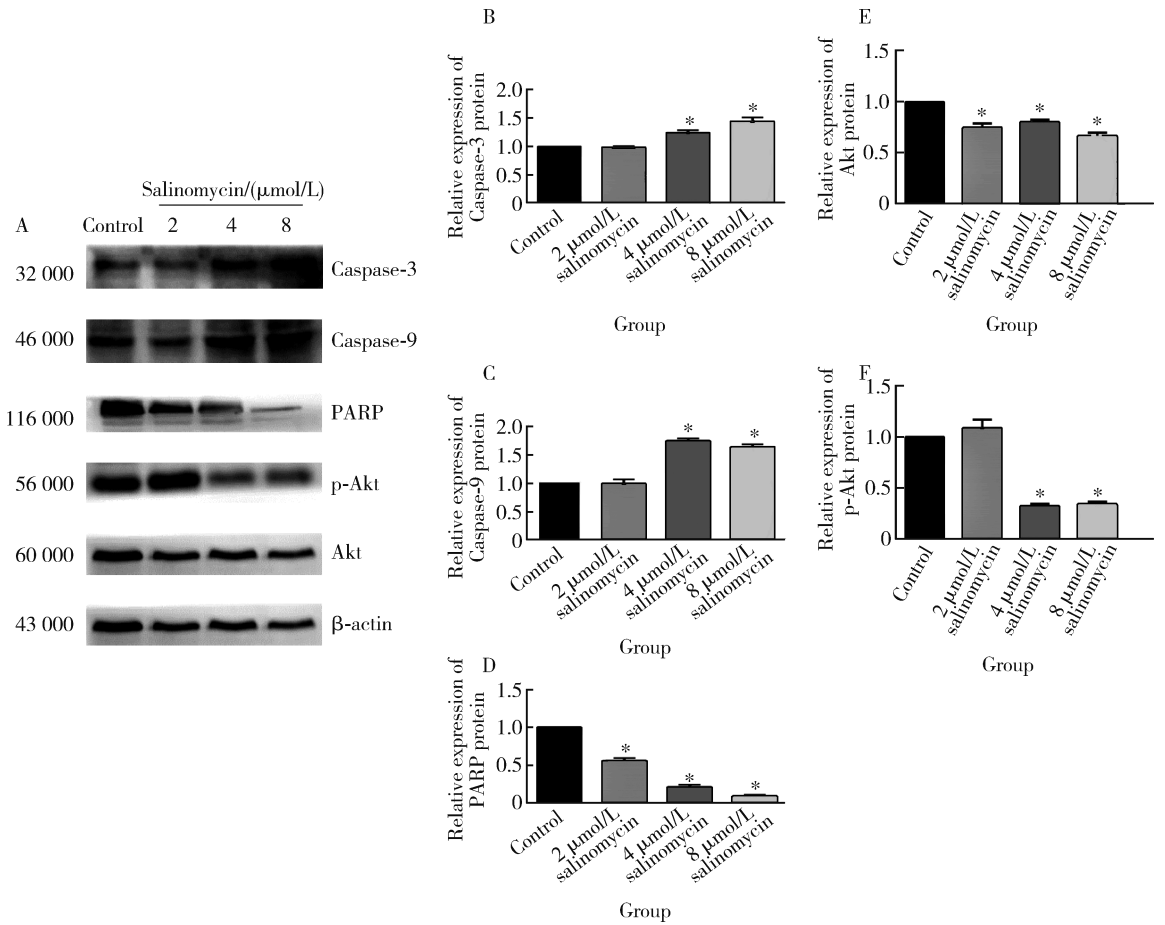 A
Salinomycin/(μmol/L)
Control 2 4 8
32 000 Caspase-3
46 000 Caspase-9
116 000 PARP
56 000 p-Akt
60 000 Akt
43 000 β-actin
B
Relative expression of
Caspase-3 protein
2.0
1.5
1.0
0.5
0
*
*
Control
2 μmol/L
salinomycin
4 μmol/L
salinomycin
8 μmol/L
salinomycin
Group
C
Relative expression of
Caspase-9 protein
2.0
1.5
1.0
0.5
0
*
*
Control
2 μmol/L
salinomycin
4 μmol/L
salinomycin
8 μmol/L
salinomycin
Group
D
Relative expression of
PARP protein
1.5
1.0
0.5
0
*
*
*
Control
2 μmol/L
salinomycin
4 μmol/L
salinomycin
8 μmol/L
salinomycin
Group
E
Relative expression of
Akt protein
1.5
1.0
0.5
0
*
*
*
Control
2 μmol/L
salinomycin
4 μmol/L
salinomycin
8 μmol/L
salinomycin
Group
F
Relative expression of
p-Akt protein
1.5
1.0
0.5
0
*
*
Control
2 μmol/L
salinomycin
4 μmol/L
salinomycin
8 μmol/L
salinomycin
Group